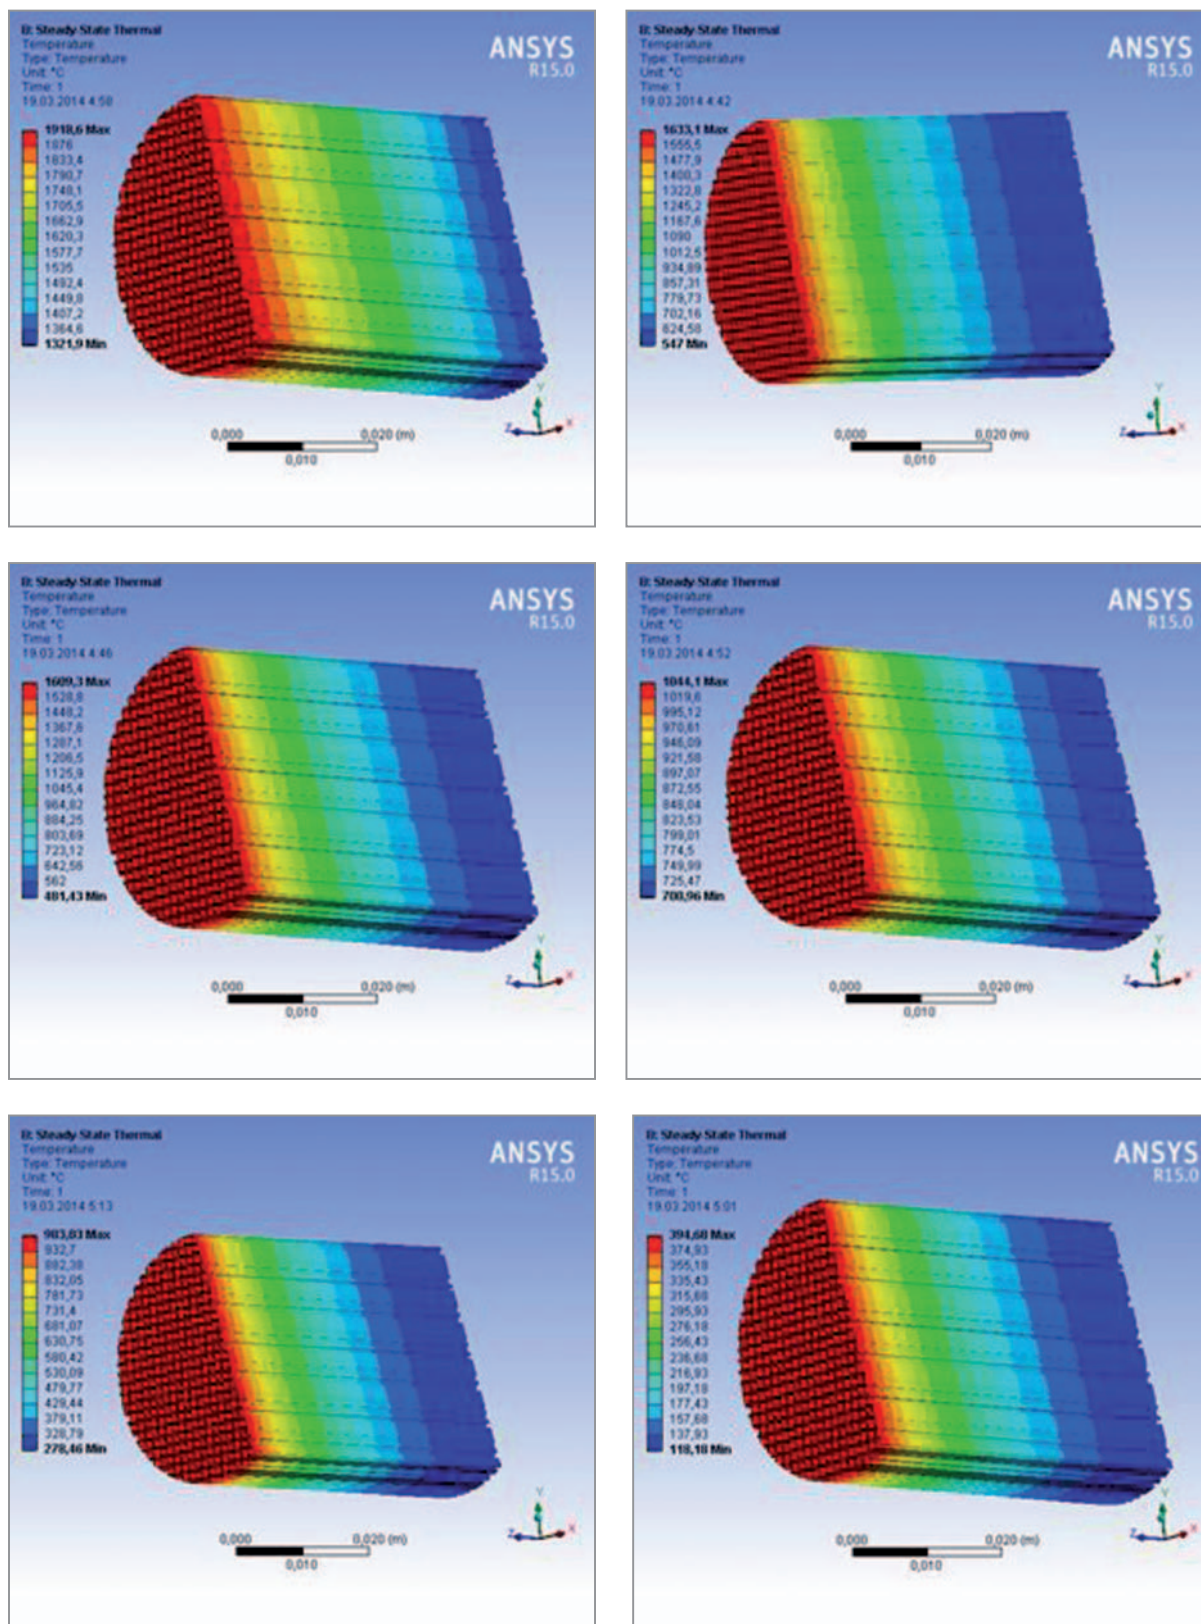 B: Steady-State Thermal
Temperature
Type: Temperature
Unit: °C
Time: 1
19.03.2014 4:58
ANSYS
R15.0
1918,6 Max
1876
1833,4
1790,7
1748,1
1705,5
1662,9
1620,3
1577,7
1535
1492,4
1449,8
1407,2
1364,6
1321,9 Min
Y
Z
X
0,000
0,020 (m)
0,010
B: Steady-State Thermal
Temperature
Type: Temperature
Unit: °C
Time: 1
19.03.2014 4:42
ANSYS
R15.0
1633,1 Max
1555,5
1477,9
1400,3
1322,8
1245,2
1167,6
1090
1012,5
934,89
857,31
779,73
702,16
624,58
547 Min
Y
Z
X
0,000
0,020 (m)
0,010
B: Steady-State Thermal
Temperature
Type: Temperature
Unit: °C
Time: 1
19.03.2014 4:46
ANSYS
R15.0
1609,3 Max
1528,8
1448,2
1367,6
1287,1
1206,5
1125,9
1045,4
964,82
884,25
803,69
723,12
642,56
562
481,43 Min
Y
Z
X
0,000
0,020 (m)
0,010
B: Steady-State Thermal
Temperature
Type: Temperature
Unit: °C
Time: 1
19.03.2014 4:52
ANSYS
R15.0
1044,1 Max
1019,6
995,12
970,61
946,09
921,58
897,07
872,55
848,04
823,53
799,01
774,5
749,99
725,47
700,96 Min
Y
Z
X
0,000
0,020 (m)
0,010
B: Steady-State Thermal
Temperature
Type: Temperature
Unit: °C
Time: 1
19.03.2014 5:13
ANSYS
R15.0
983,03 Max
932,7
882,38
832,05
781,73
731,4
681,07
630,75
580,42
530,09
479,77
429,44
379,11
328,79
278,46 Min
Y
Z
X
0,000
0,020 (m)
0,010
B: Steady-State Thermal
Temperature
Type: Temperature
Unit: °C
Time: 1
19.03.2014 5:01
ANSYS
R15.0
394,68 Max
374,93
355,18
335,43
315,68
295,93
276,18
256,43
236,68
216,93
197,18
177,43
157,68
137,93
118,18 Min
Y
Z
X
0,000
0,020 (m)
0,010